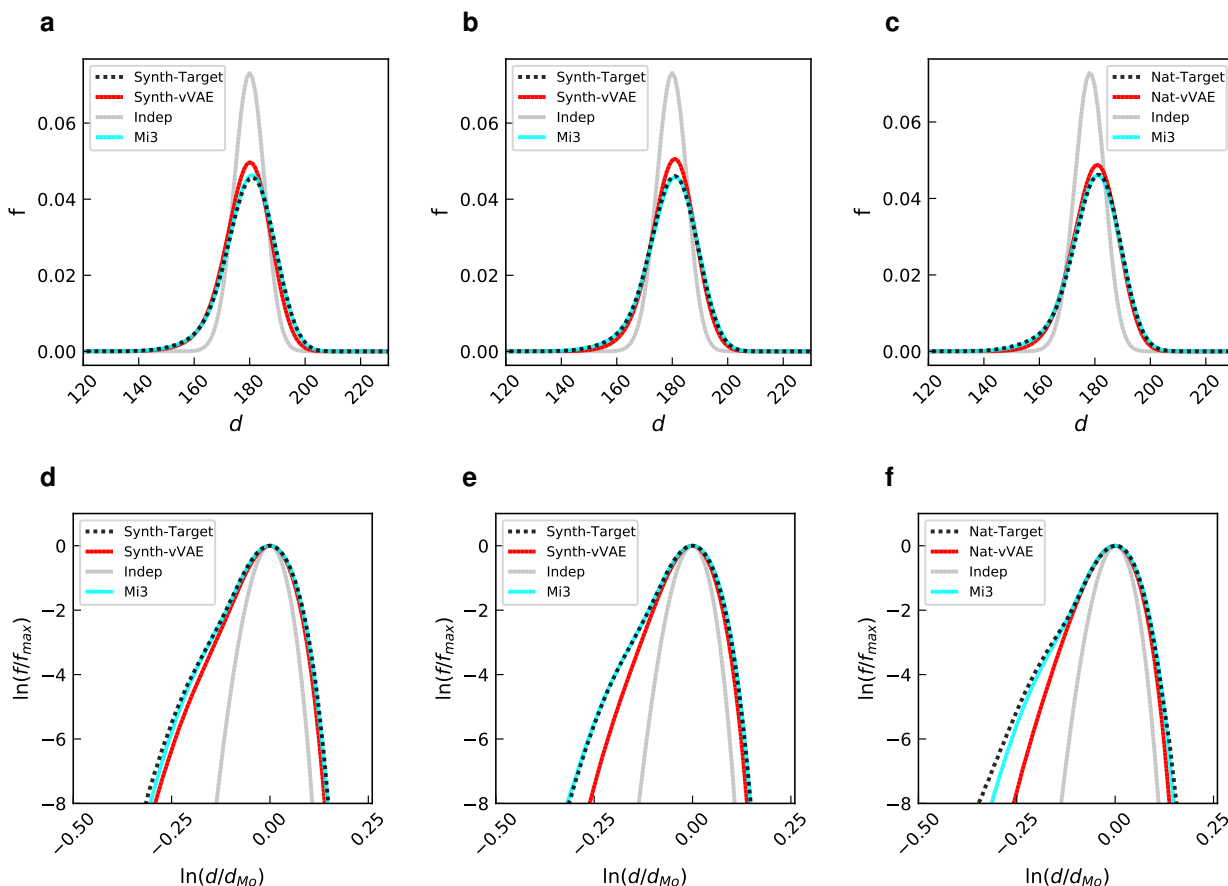 a
Synth-Target
Synth-vVAE
Indep
Mi3
f
0.06
0.04
0.02
0.00
120
140
160
180
200
220
d
b
Synth-Target
Synth-vVAE
Indep
Mi3
f
0.06
0.04
0.02
0.00
120
140
160
180
200
220
d
c
Nat-Target
Nat-vVAE
Indep
Mi3
f
0.06
0.04
0.02
0.00
120
140
160
180
200
220
d
d
Synth-Target
Synth-vVAE
Indep
Mi3
ln(f/f_max)
0
−2
−4
−6
−8
−0.50
−0.25
0.00
0.25
ln(d/d_Mo)
e
Synth-Target
Synth-vVAE
Indep
Mi3
ln(f/f_max)
0
−2
−4
−6
−8
−0.50
−0.25
0.00
0.25
ln(d/d_Mo)
f
Nat-Target
Nat-vVAE
Indep
Mi3
ln(f/f_max)
0
−2
−4
−6
−8
−0.50
−0.25
0.00
0.25
ln(d/d_Mo)